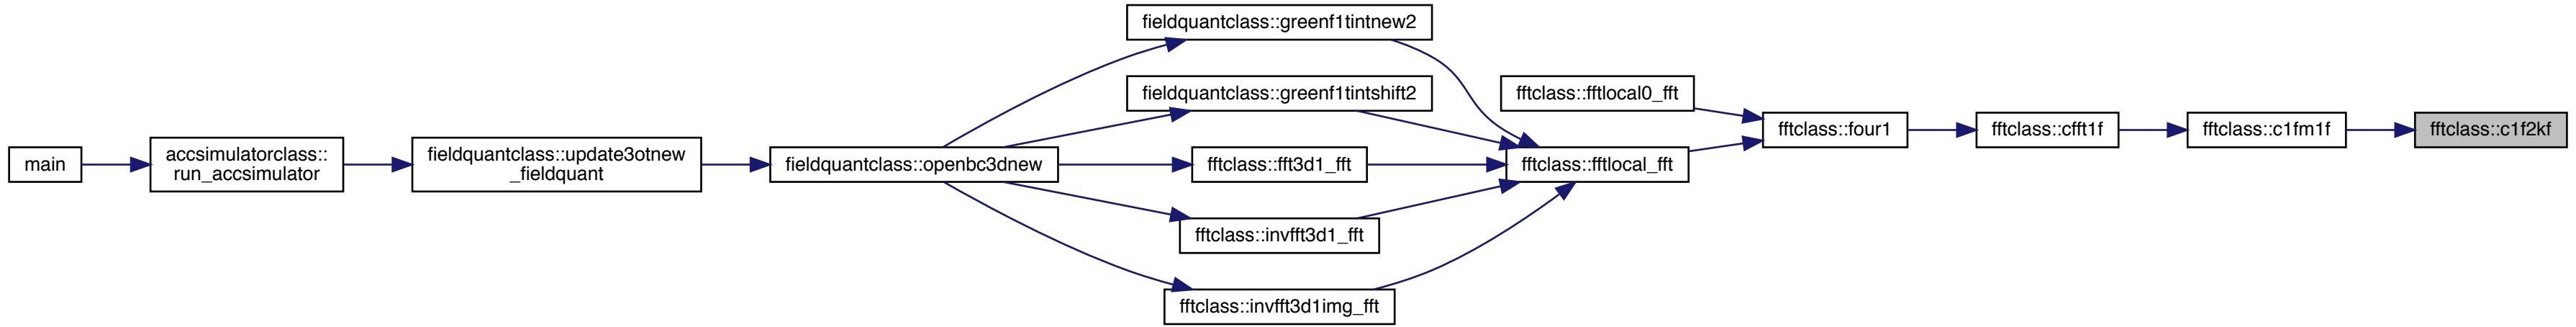 main
accsimulatorclass::
run_accsimulator
fieldquantclass::update3otnew
_fieldquant
fieldquantclass::openbc3dnew
fieldquantclass::greenf1tintnew2
fieldquantclass::greenf1tintshift2
fftclass::fft3d1_fft
fftclass::invfft3d1_fft
fftclass::invfft3d1img_fft
fftclass::fftlocal0_fft
fftclass::fftlocal_fft
fftclass::four1
fftclass::cfft1f
fftclass::c1fm1f
fftclass::c1f2kf